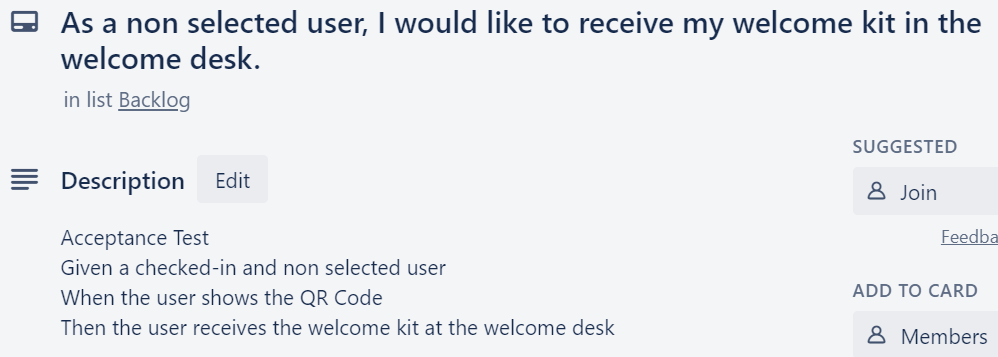 As a non selected user, I would like to receive my welcome kit in the
welcome desk.
in list Backlog
SUGGESTED
Description Edit
Join
Acceptance Test
Feedba
Given a checked-in and non selected user
ADD TO CARD
When the user shows the QR Code
Then the user receives the welcome kit at the welcome desk
Members